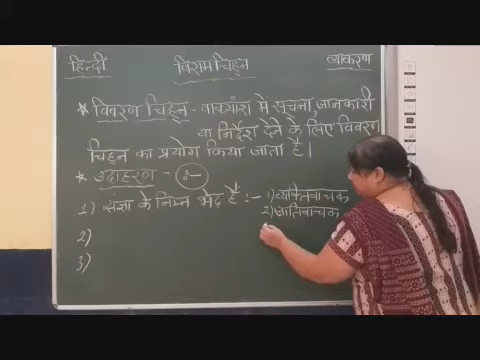 हिन्दी विराम चिह्न व्याकरण
* विवरण चिह्न - वाक्यांश में सूचना, जानकारी
या निर्देश देने के लिए विवरण
चिह्न का प्रयोग किया जाता है।
* उदाहरण - :-
1) संज्ञा के निम्न भेद हैं :- 1) व्यक्तिवाचक
2) जातिवाचक
2)
3)